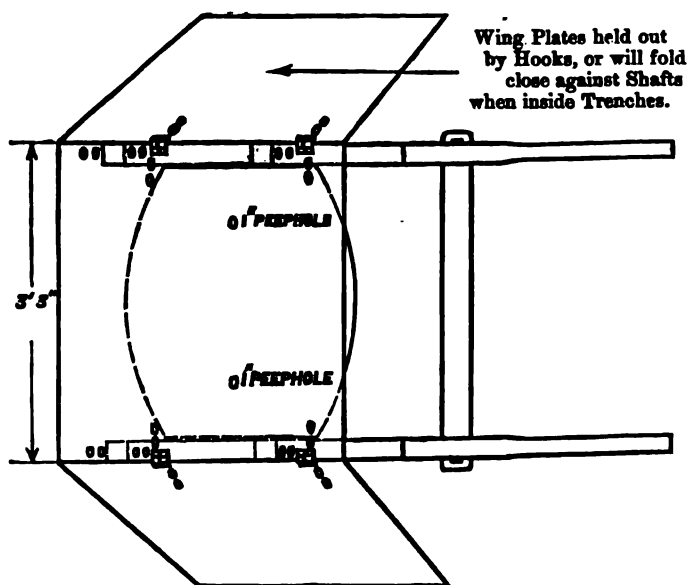 Wing Plates held out
by Hooks, or will fold
close against Shafts
when inside Trenches.
1" PEEPHOLE
3' 3"
1" PEEPHOLE